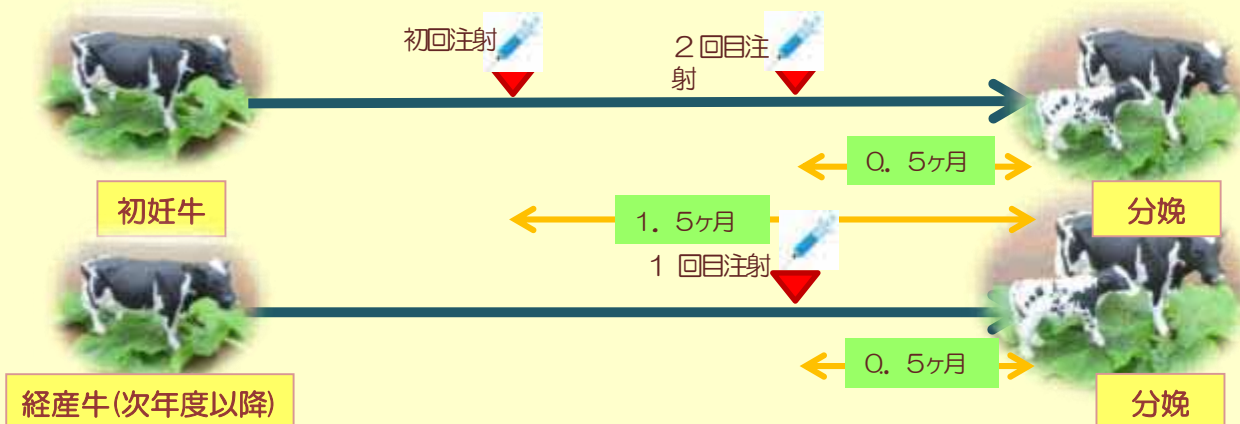 初回注射
２回目注
射
0．５ヶ月
初妊牛
分娩
１．５ヶ月
１ 回目注射
0．５ヶ月
経産牛(次年度以降)
分娩